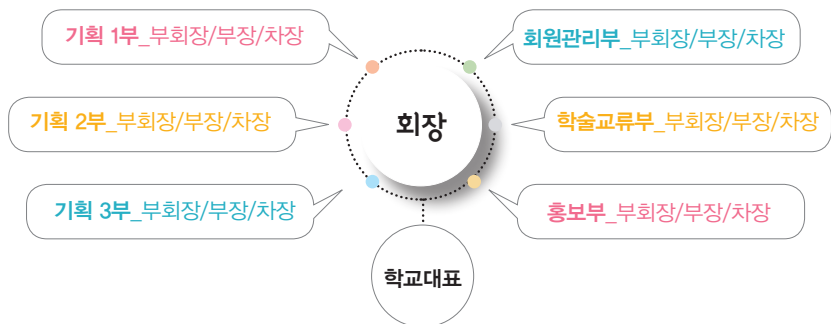 기획 1부_부회장/부장/차장
회원관리부_부회장/부장/차장
기획 2부_부회장/부장/차장
회장
학술교류부_부회장/부장/차장
기획 3부_부회장/부장/차장
홍보부_부회장/부장/차장
학교대표